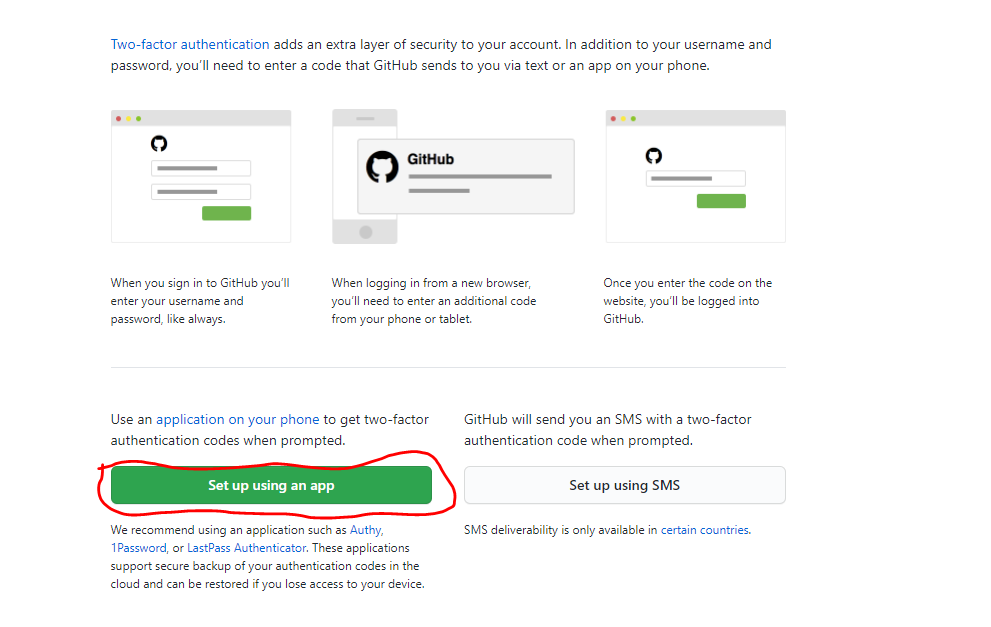 Two-factor authentication adds an extra layer of security to your account. In addition to your username and
password, you’ll need to enter a code that GitHub sends to you via text or an app on your phone.
GitHub
When you sign in to GitHub you’ll
enter your username and
password, like always.
When logging in from a new browser,
you’ll need to enter an additional code
from your phone or tablet.
Once you enter the code on the
website, you’ll be logged into
GitHub.
Use an application on your phone to get two-factor
authentication codes when prompted.
Set up using an app
We recommend using an application such as Authy,
1Password, or LastPass Authenticator. These applications
support secure backup of your authentication codes in the
cloud and can be restored if you lose access to your device.
GitHub will send you an SMS with a two-factor
authentication code when prompted.
Set up using SMS
SMS deliverability is only available in certain countries.